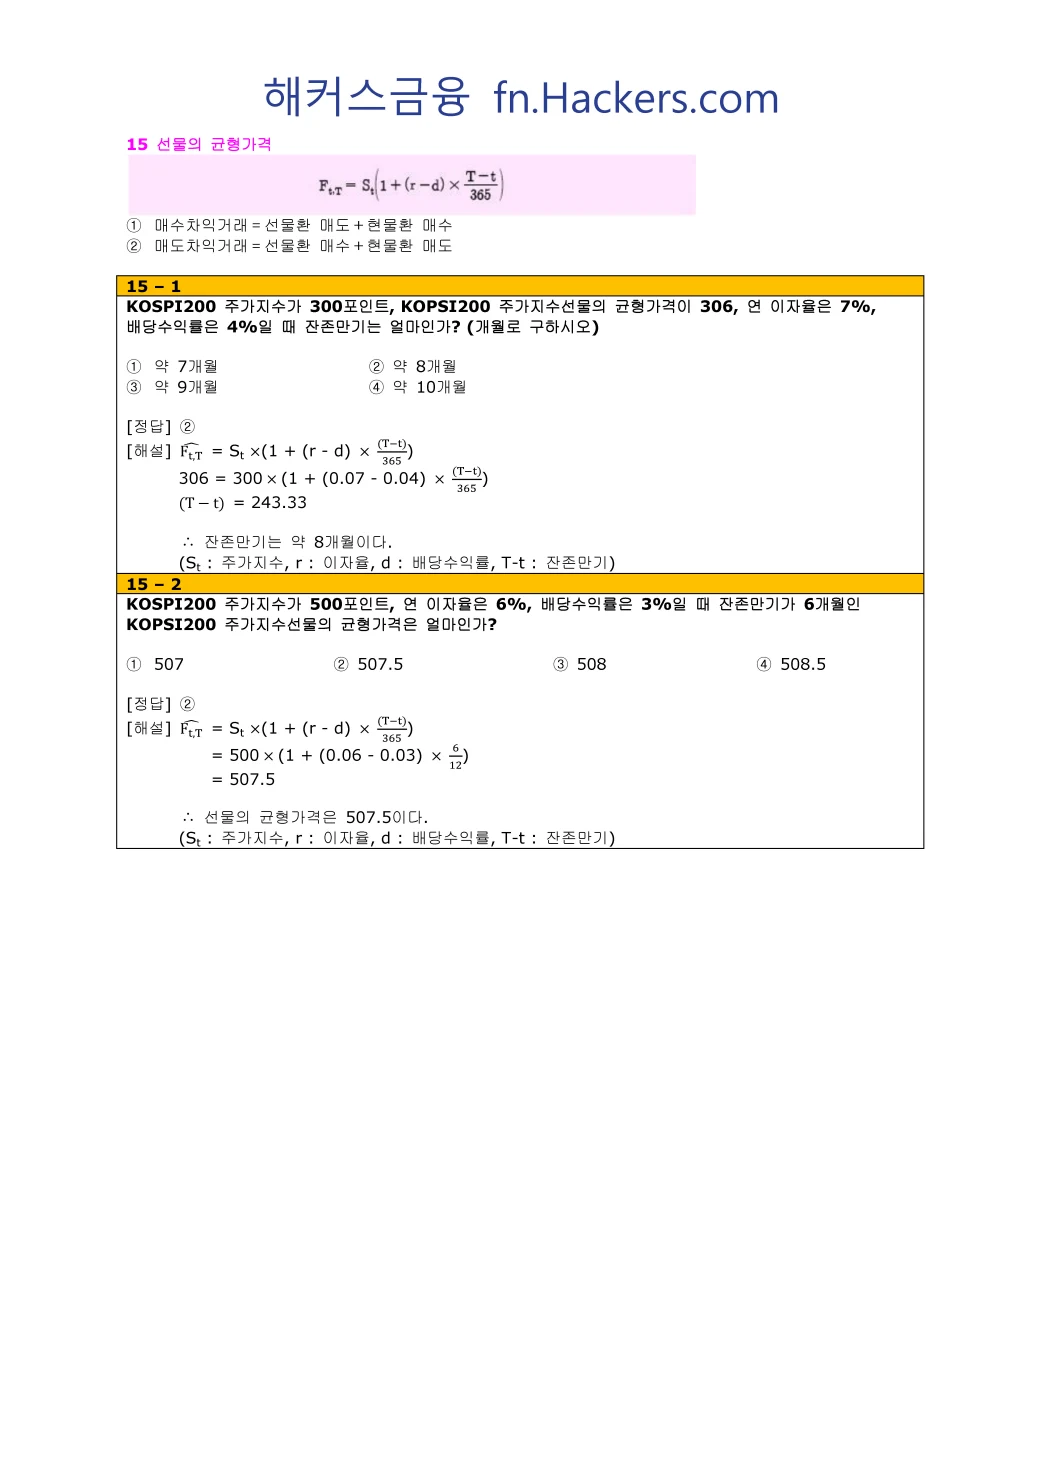 해커스금융 fn.Hackers.com
15 선물의 균형가격
F_{t,T} = S_t(1+(r-d)×\frac{T-t}{365})
① 매수차익거래=선물환 매도+현물환 매수
② 매도차익거래=선물환 매수+현물환 매도
15 – 1
KOSPI200 주가지수가 300포인트, KOPSI200 주가지수선물의 균형가격이 306, 연 이자율은 7%,
배당수익률은 4%일 때 잔존만기는 얼마인가? (개월로 구하시오)
① 약 7개월 ② 약 8개월
③ 약 9개월 ④ 약 10개월
[정답] ②
[해설] \widehat{F_{t,T}} = S_t ×(1 + (r - d) × \frac{(T-t)}{365})
306 = 300×(1 + (0.07 - 0.04) × \frac{(T-t)}{365})
(T − t) = 243.33
∴ 잔존만기는 약 8개월이다.
(S_t : 주가지수, r : 이자율, d : 배당수익률, T-t : 잔존만기)
15 – 2
KOSPI200 주가지수가 500포인트, 연 이자율은 6%, 배당수익률은 3%일 때 잔존만기가 6개월인
KOPSI200 주가지수선물의 균형가격은 얼마인가?
① 507 ② 507.5 ③ 508 ④ 508.5
[정답] ②
[해설] \widehat{F_{t,T}} = S_t ×(1 + (r - d) × \frac{(T-t)}{365})
= 500×(1 + (0.06 - 0.03) × \frac{6}{12})
= 507.5
∴ 선물의 균형가격은 507.5이다.
(S_t : 주가지수, r : 이자율, d : 배당수익률, T-t : 잔존만기)